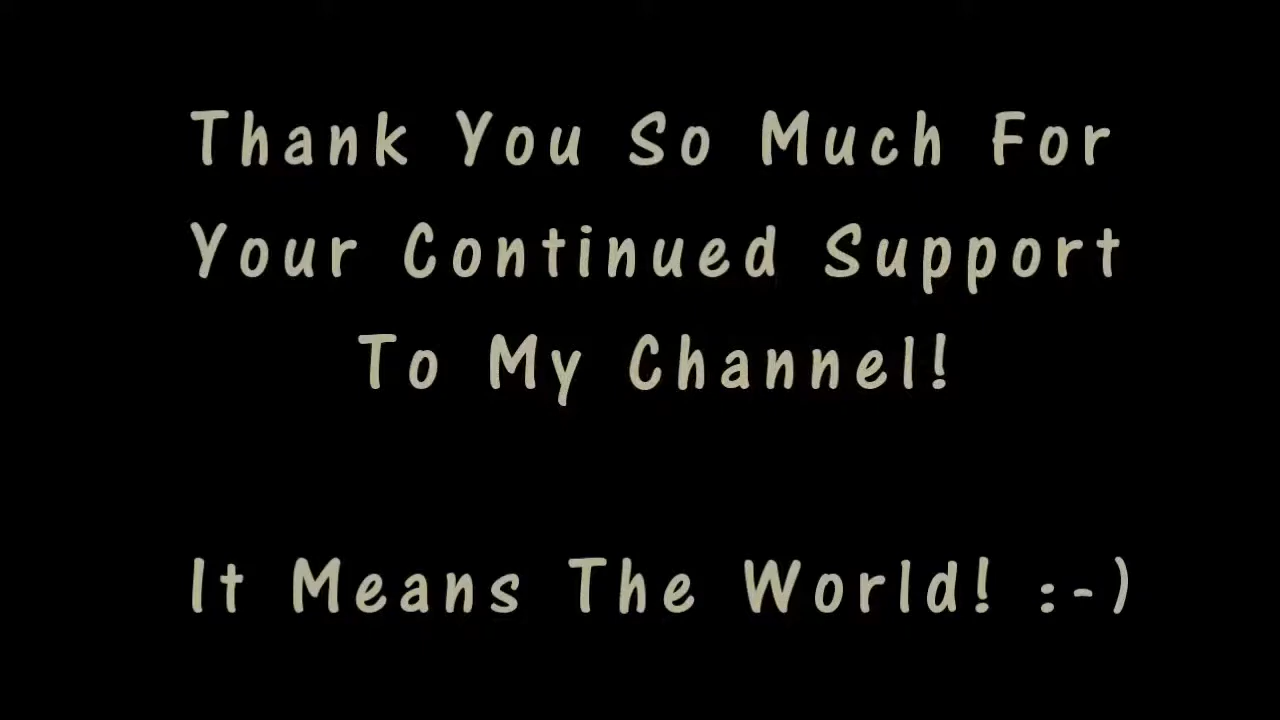 Thank You So Much For
Your Continued Support
To My Channel!
It Means The World! :-)